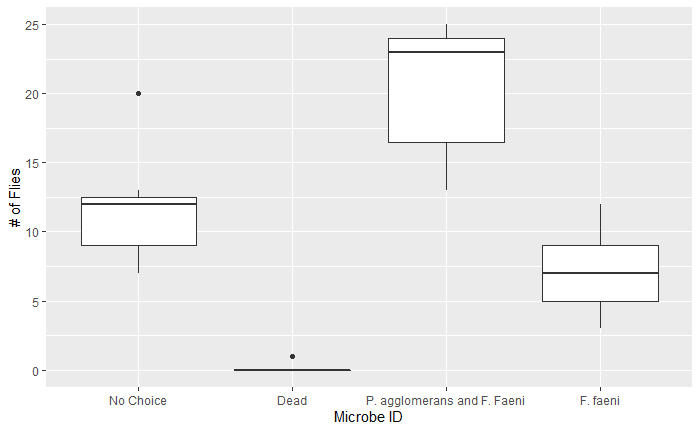 # of Flies
25
20
15
10
5
0
No Choice
Dead
P. agglomerans and F. Faeni
F. faeni
Microbe ID